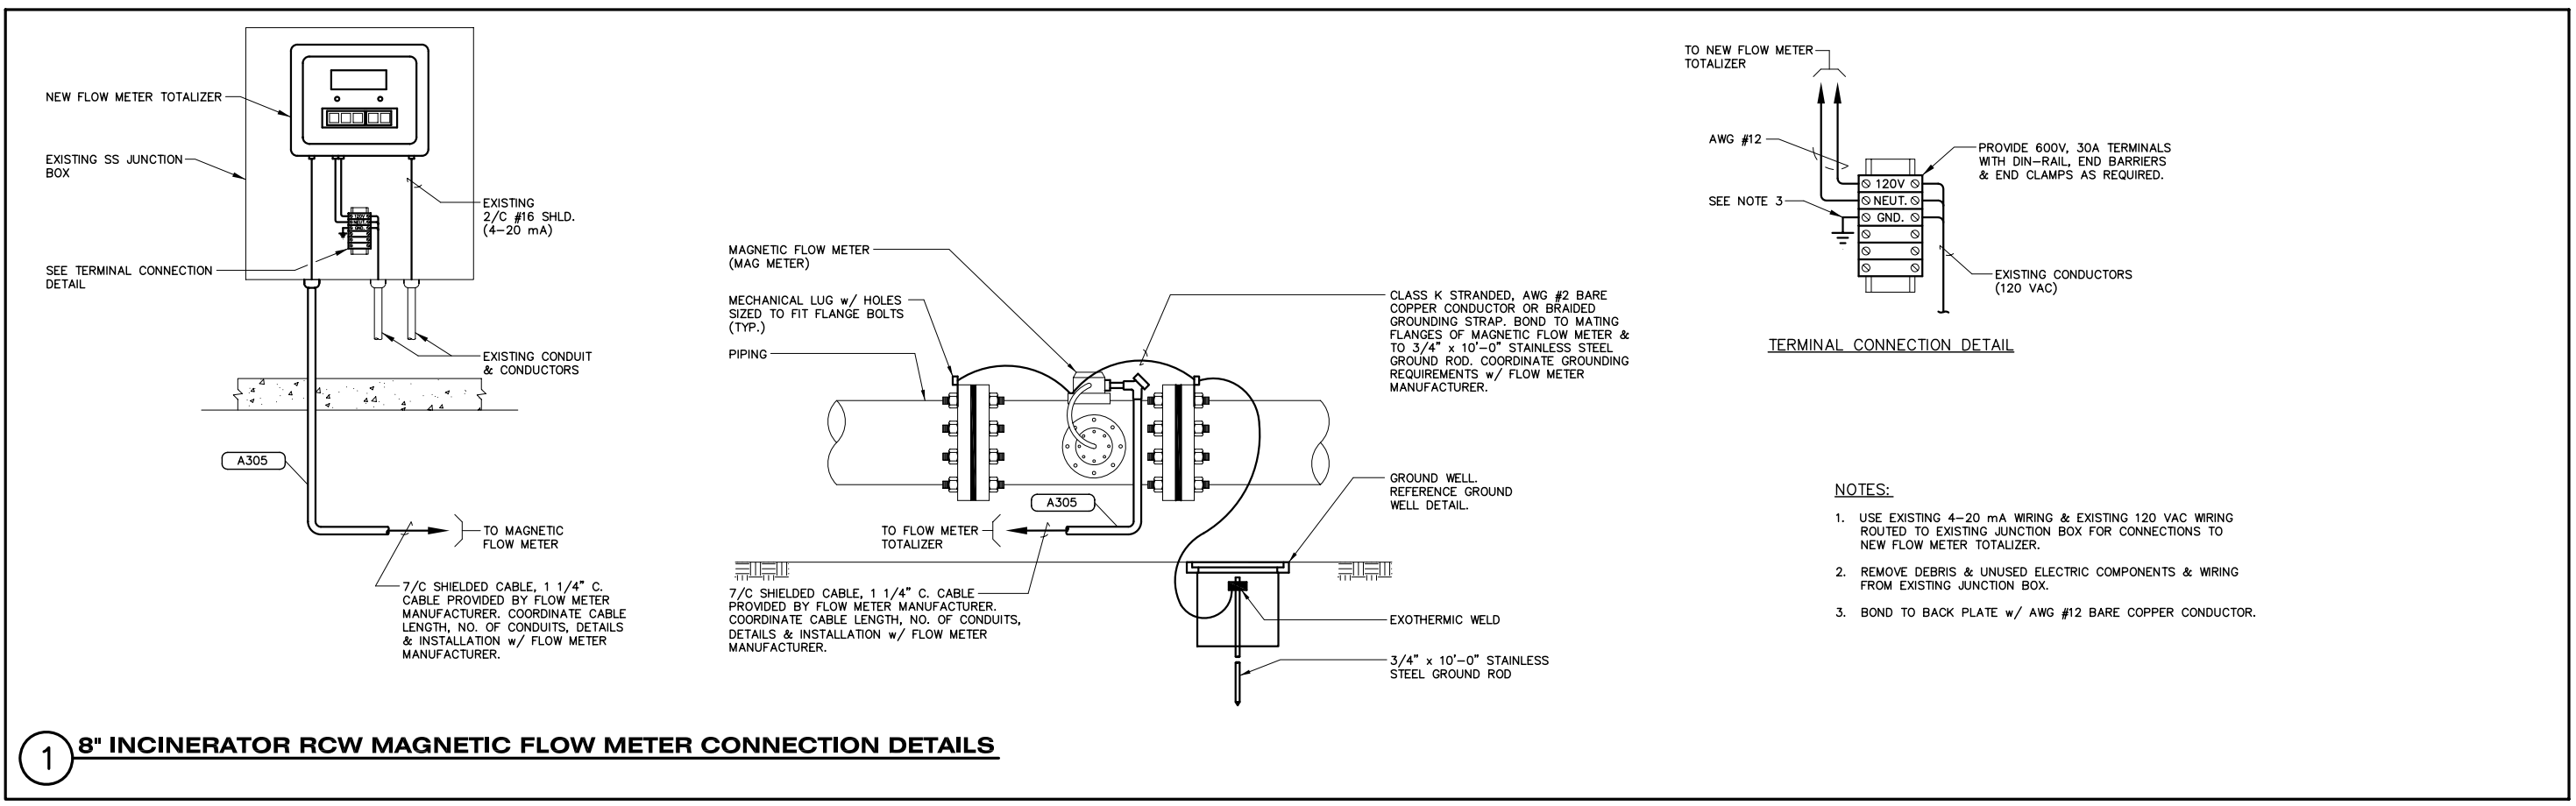 NEW FLOW METER TOTALIZER
EXISTING SS JUNCTION
BOX
SEE TERMINAL CONNECTION
DETAIL
120V
NEUT.
GND.
EXISTING
2/C #16 SHLD.
(4-20 mA)
EXISTING CONDUIT
& CONDUCTORS
A305
TO MAGNETIC
FLOW METER
7/C SHIELDED CABLE, 1 1/4" C.
CABLE PROVIDED BY FLOW METER
MANUFACTURER. COORDINATE CABLE
LENGTH, NO. OF CONDUITS, DETAILS
& INSTALLATION w/ FLOW METER
MANUFACTURER.
MAGNETIC FLOW METER
(MAG METER)
MECHANICAL LUG w/ HOLES
SIZED TO FIT FLANGE BOLTS
(TYP.)
PIPING
CLASS K STRANDED, AWG #2 BARE
COPPER CONDUCTOR OR BRAIDED
GROUNDING STRAP. BOND TO MATING
FLANGES OF MAGNETIC FLOW METER &
TO 3/4" x 10'-0" STAINLESS STEEL
GROUND ROD. COORDINATE GROUNDING
REQUIREMENTS w/ FLOW METER
MANUFACTURER.
A305
TO FLOW METER
TOTALIZER
GROUND WELL.
REFERENCE GROUND
WELL DETAIL.
7/C SHIELDED CABLE, 1 1/4" C. CABLE
PROVIDED BY FLOW METER MANUFACTURER.
COORDINATE CABLE LENGTH, NO. OF CONDUITS,
DETAILS & INSTALLATION w/ FLOW METER
MANUFACTURER.
EXOTHERMIC WELD
3/4" x 10'-0" STAINLESS
STEEL GROUND ROD
TO NEW FLOW METER
TOTALIZER
AWG #12
SEE NOTE 3
120V
NEUT.
GND.
PROVIDE 600V, 30A TERMINALS
WITH DIN-RAIL, END BARRIERS
& END CLAMPS AS REQUIRED.
EXISTING CONDUCTORS
(120 VAC)
TERMINAL CONNECTION DETAIL
NOTES:
1. USE EXISTING 4-20 mA WIRING & EXISTING 120 VAC WIRING
ROUTED TO EXISTING JUNCTION BOX FOR CONNECTIONS TO
NEW FLOW METER TOTALIZER.
2. REMOVE DEBRIS & UNUSED ELECTRIC COMPONENTS & WIRING
FROM EXISTING JUNCTION BOX.
3. BOND TO BACK PLATE w/ AWG #12 BARE COPPER CONDUCTOR.
1 8" INCINERATOR RCW MAGNETIC FLOW METER CONNECTION DETAILS